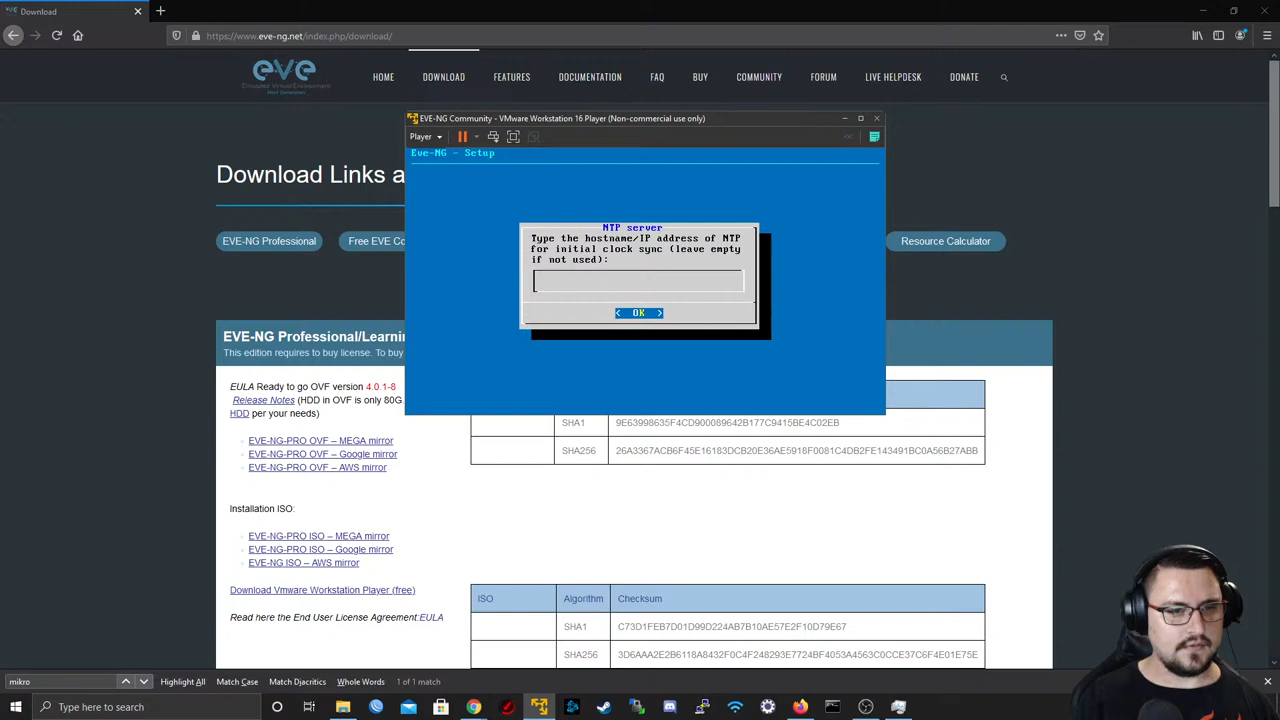 Download
https://www.eve-ng.net/index.php/download/
eve
Emulated Virtual Environment
Next Generation
HOME
DOWNLOAD
FEATURES
DOCUMENTATION
FAQ
BUY
COMMUNITY
FORUM
LIVE HELPDESK
DONATE
EVE-NG Community - VMware Workstation 16 Player (Non-commercial use only)
Player
Eve-NG - Setup
Download Links a
NTP server
Type the hostname/IP address of NTP
for initial clock sync (leave empty
if not used):
< OK >
EVE-NG Professional
Free EVE Co
Resource Calculator
EVE-NG Professional/Learnin
This edition requires to buy license. To buy
EULA Ready to go OVF version 4.0.1-8
Release Notes (HDD in OVF is only 80G.
HDD per your needs)
EVE-NG-PRO OVF – MEGA mirror
EVE-NG-PRO OVF – Google mirror
EVE-NG-PRO OVF – AWS mirror
SHA1 9E63998635F4CD900089642B177C9415BE4C02EB
SHA256 26A3367ACB6F45E16183DCB20E36AE5918F0081C4DB2FE143491BC0A56B27ABB
Installation ISO:
EVE-NG-PRO ISO – MEGA mirror
EVE-NG-PRO ISO – Google mirror
EVE-NG ISO – AWS mirror
Download Vmware Workstation Player (free)
Read here the End User License Agreement:EULA
ISO Algorithm Checksum
SHA1 C73D1FEB7D01D99D224AB7B10AE57E2F10D79E67
SHA256 3D6AAA2E2B6118A8432F0C4F248293E7724BF4053A4563C0CCE37C6F4E01E75E
mikro
Highlight All
Match Case
Match Diacritics
Whole Words
1 of 1 match
Type here to search